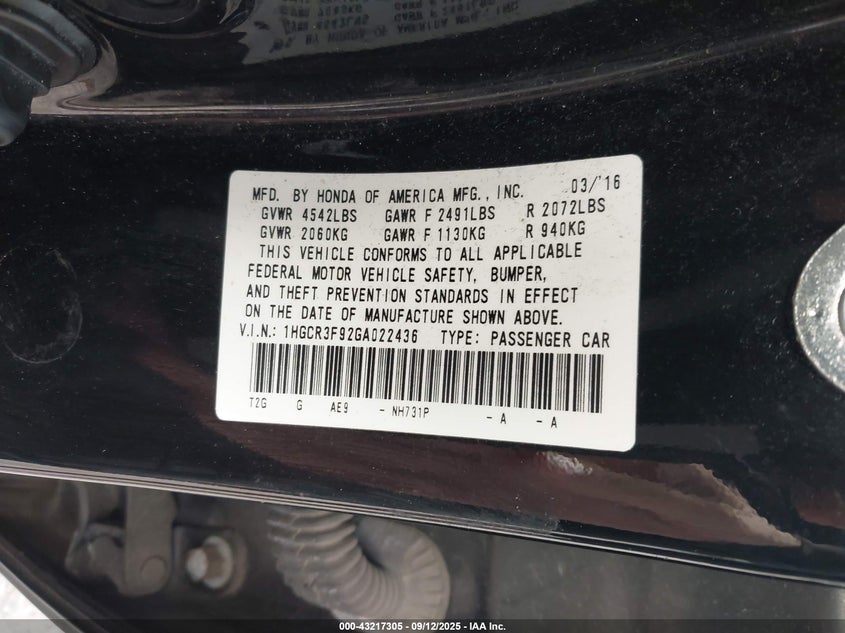 MFD. BY HONDA OF AMERICA MFG., INC. 03/'16
GVWR 4542LBS GAWR F 2491LBS R 2072LBS
GVWR 2060KG GAWR F 1130KG R 940KG
THIS VEHICLE CONFORMS TO ALL APPLICABLE
FEDERAL MOTOR VEHICLE SAFETY, BUMPER,
AND THEFT PREVENTION STANDARDS IN EFFECT
ON THE DATE OF MANUFACTURE SHOWN ABOVE.
V.I.N.: 1HGCR3F92GA022436 TYPE: PASSENGER CAR
T2G G AE9 - NH731P - A - A
000-43217305 - 09/12/2025 - IAA Inc.